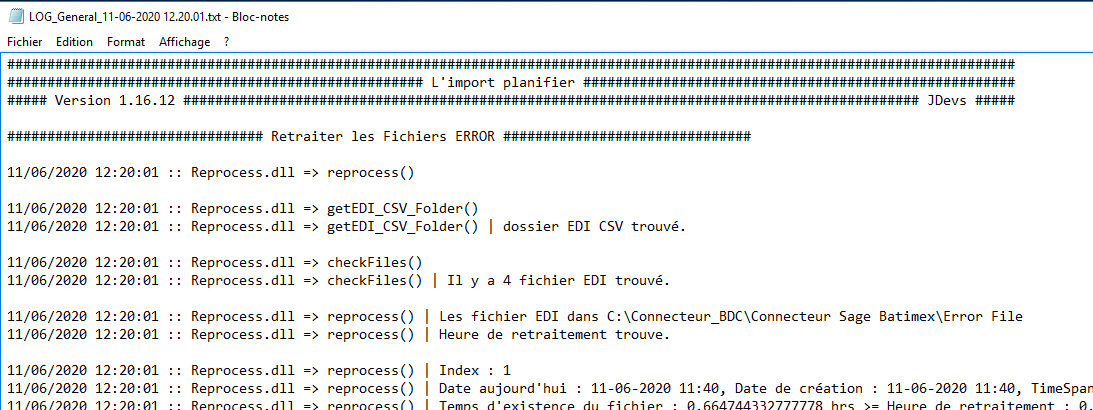 LOG_General_11-06-2020 12.20.01.txt - Bloc-notes
Fichier Edition Format Affichage ?
##############################################################################################################################
#################################################### L'import planifier ######################################################
##### Version 1.16.12 ############################################################################################ JDevs #####
################################ Retraiter les Fichiers ERROR ###############################
11/06/2020 12:20:01 :: Reprocess.dll => reprocess()
11/06/2020 12:20:01 :: Reprocess.dll => getEDI_CSV_Folder()
11/06/2020 12:20:01 :: Reprocess.dll => getEDI_CSV_Folder() | dossier EDI CSV trouvé.
11/06/2020 12:20:01 :: Reprocess.dll => checkFiles()
11/06/2020 12:20:01 :: Reprocess.dll => checkFiles() | Il y a 4 fichier EDI trouvé.
11/06/2020 12:20:01 :: Reprocess.dll => reprocess() | Les fichier EDI dans C:\Connecteur_BDC\Connecteur Sage Batimex\Error File
11/06/2020 12:20:01 :: Reprocess.dll => reprocess() | Heure de retraitement trouve.
11/06/2020 12:20:01 :: Reprocess.dll => reprocess() | Index : 1
11/06/2020 12:20:01 :: Reprocess.dll => reprocess() | Date aujourd'hui : 11-06-2020 11:40, Date de création : 11-06-2020 11:40, TimeSpan
11/06/2020 12:20:01 :: Reprocess.dll => reprocess() | Temps d'existence du fichier : 0.664744332777778 hrs >= Heure de retraitement : 0.